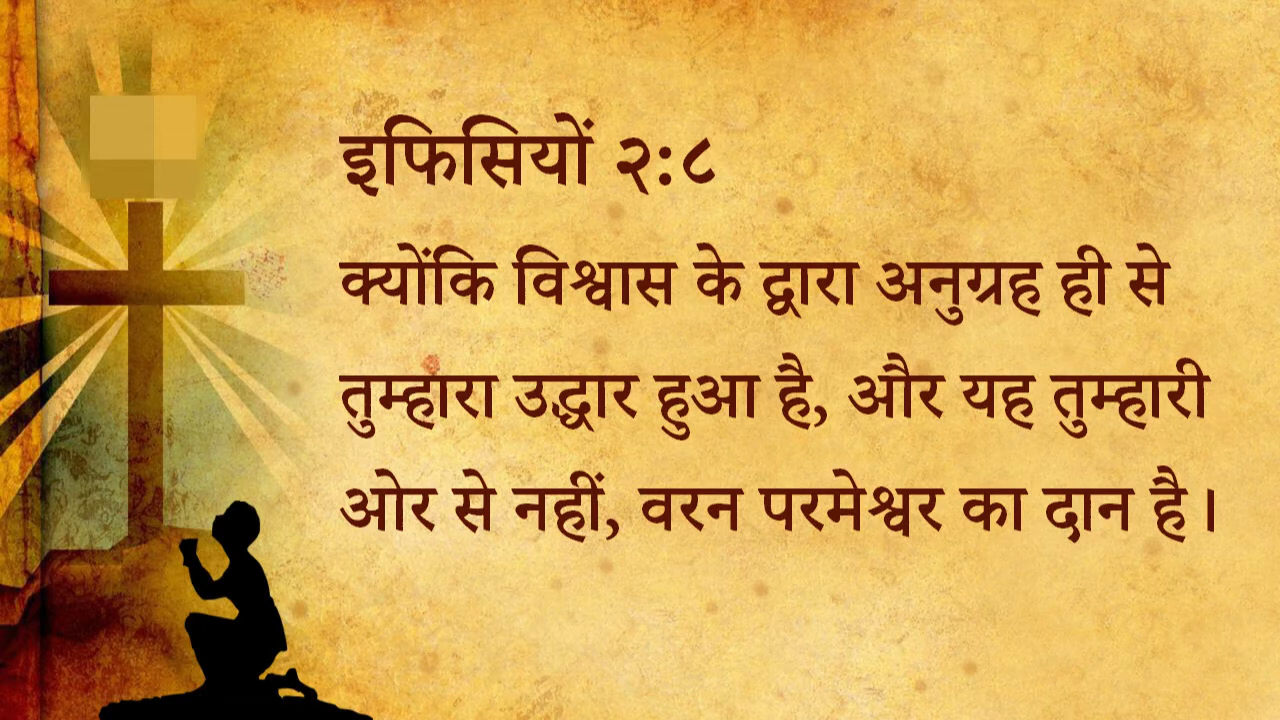 इफिसियों २:८
क्योंकि विश्वास के द्वारा अनुग्रह ही से
तुम्हारा उद्धार हुआ है, और यह तुम्हारी
ओर से नहीं, वरन परमेश्वर का दान है।